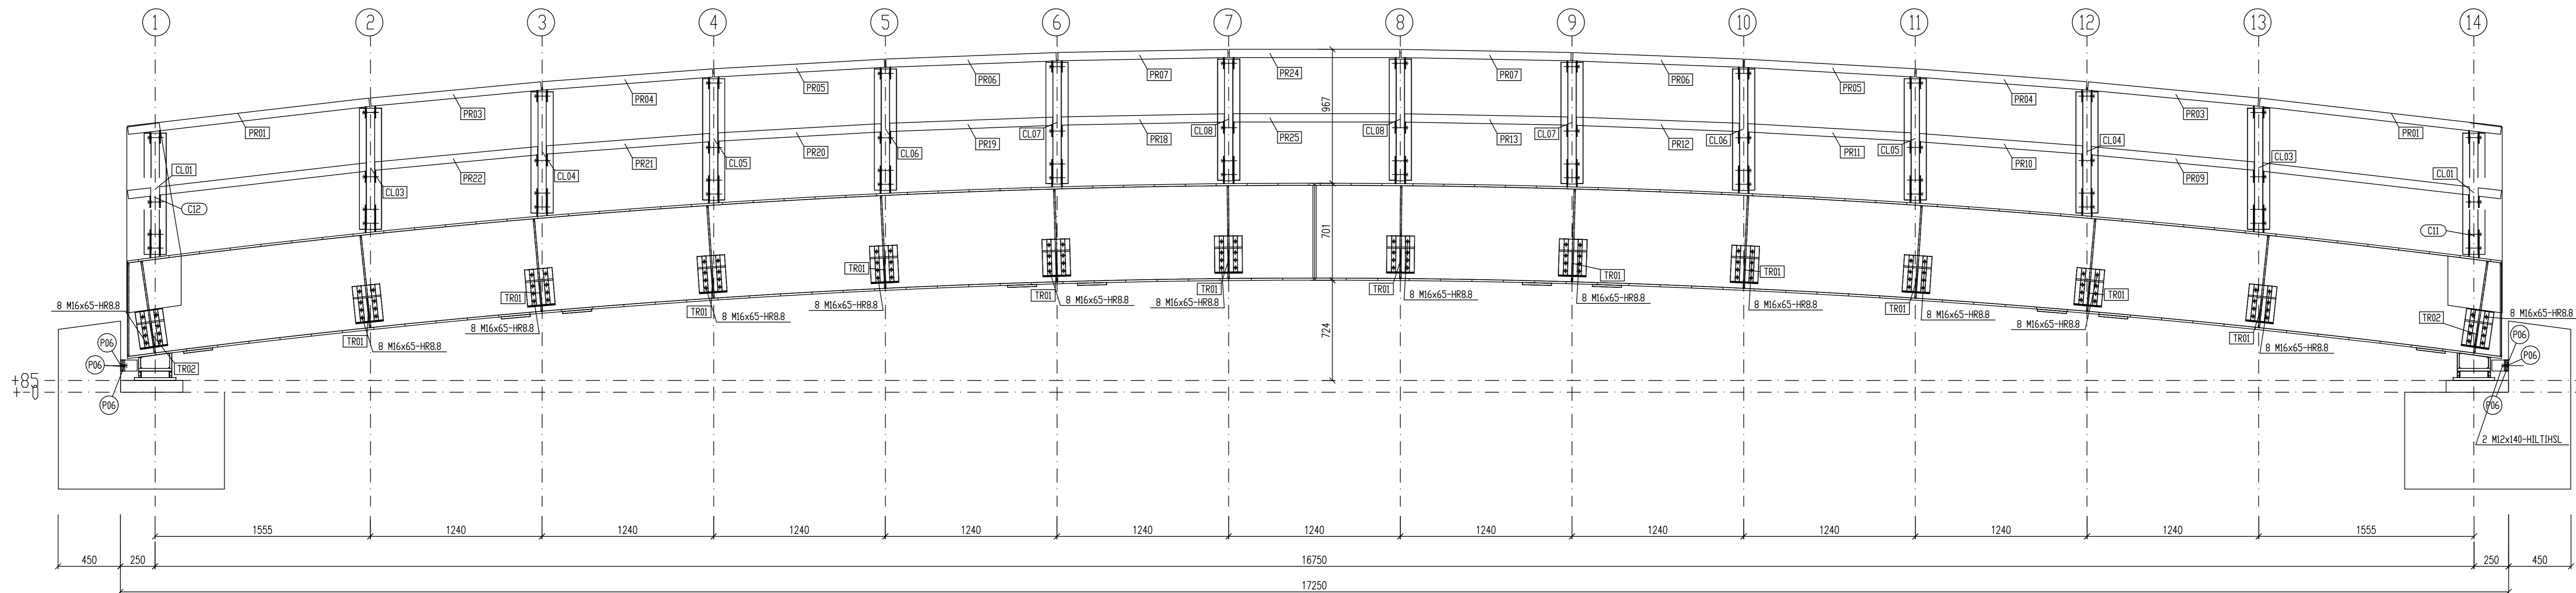 1 2 3 4 5 6 7 8 9 10 11 12 13 14
PR01 PR03 PR04 PR05 PR06 PR07 PR24 PR07 PR06 PR05 PR04 PR03 PR01
967
CL01 CL03 CL04 CL05 CL06 CL07 CL08 CL08 CL07 CL06 CL05 CL04 CL03 CL01
PR22 PR21 PR20 PR19 PR18 PR25 PR13 PR12 PR11 PR10 PR09
C12
C11
701
TR01 TR01 TR01 TR01 TR01 TR01 TR01 TR01 TR01 TR01 TR01 TR01
TR02
TR02
8 M16x65-HR8.8
8 M16x65-HR8.8
8 M16x65-HR8.8
8 M16x65-HR8.8
8 M16x65-HR8.8
8 M16x65-HR8.8
8 M16x65-HR8.8
8 M16x65-HR8.8
8 M16x65-HR8.8
8 M16x65-HR8.8
8 M16x65-HR8.8
8 M16x65-HR8.8
8 M16x65-HR8.8
8 M16x65-HR8.8
724
P06
P06
P06
P06
P06
P06
+85
+0
2 M12x140-HILTIHSL
1555 1240 1240 1240 1240 1240 1240 1240 1240 1240 1240 1240 1555
450 250 16750 250 450
17250